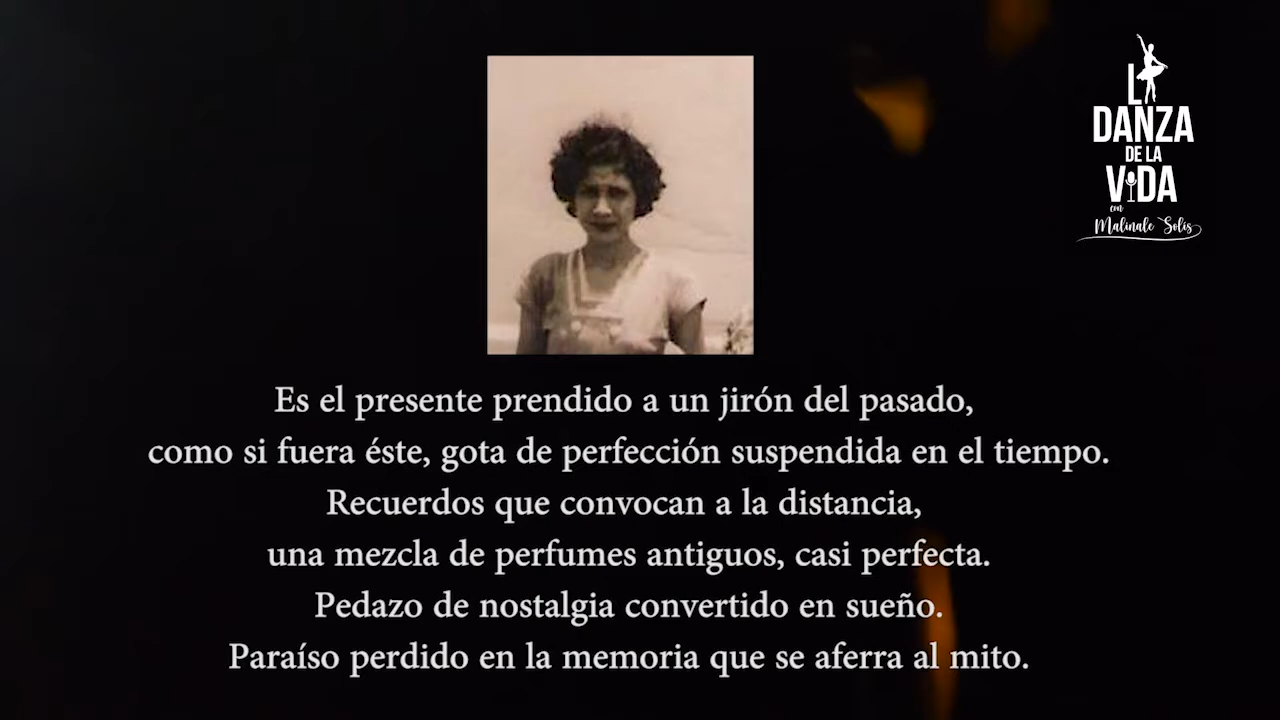 LA
DANZA
DE LA
VIDA
con
Malinale Solís
Es el presente prendido a un jirón del pasado,
como si fuera éste, gota de perfección suspendida en el tiempo.
Recuerdos que convocan a la distancia,
una mezcla de perfumes antiguos, casi perfecta.
Pedazo de nostalgia convertido en sueño.
Paraíso perdido en la memoria que se aferra al mito.